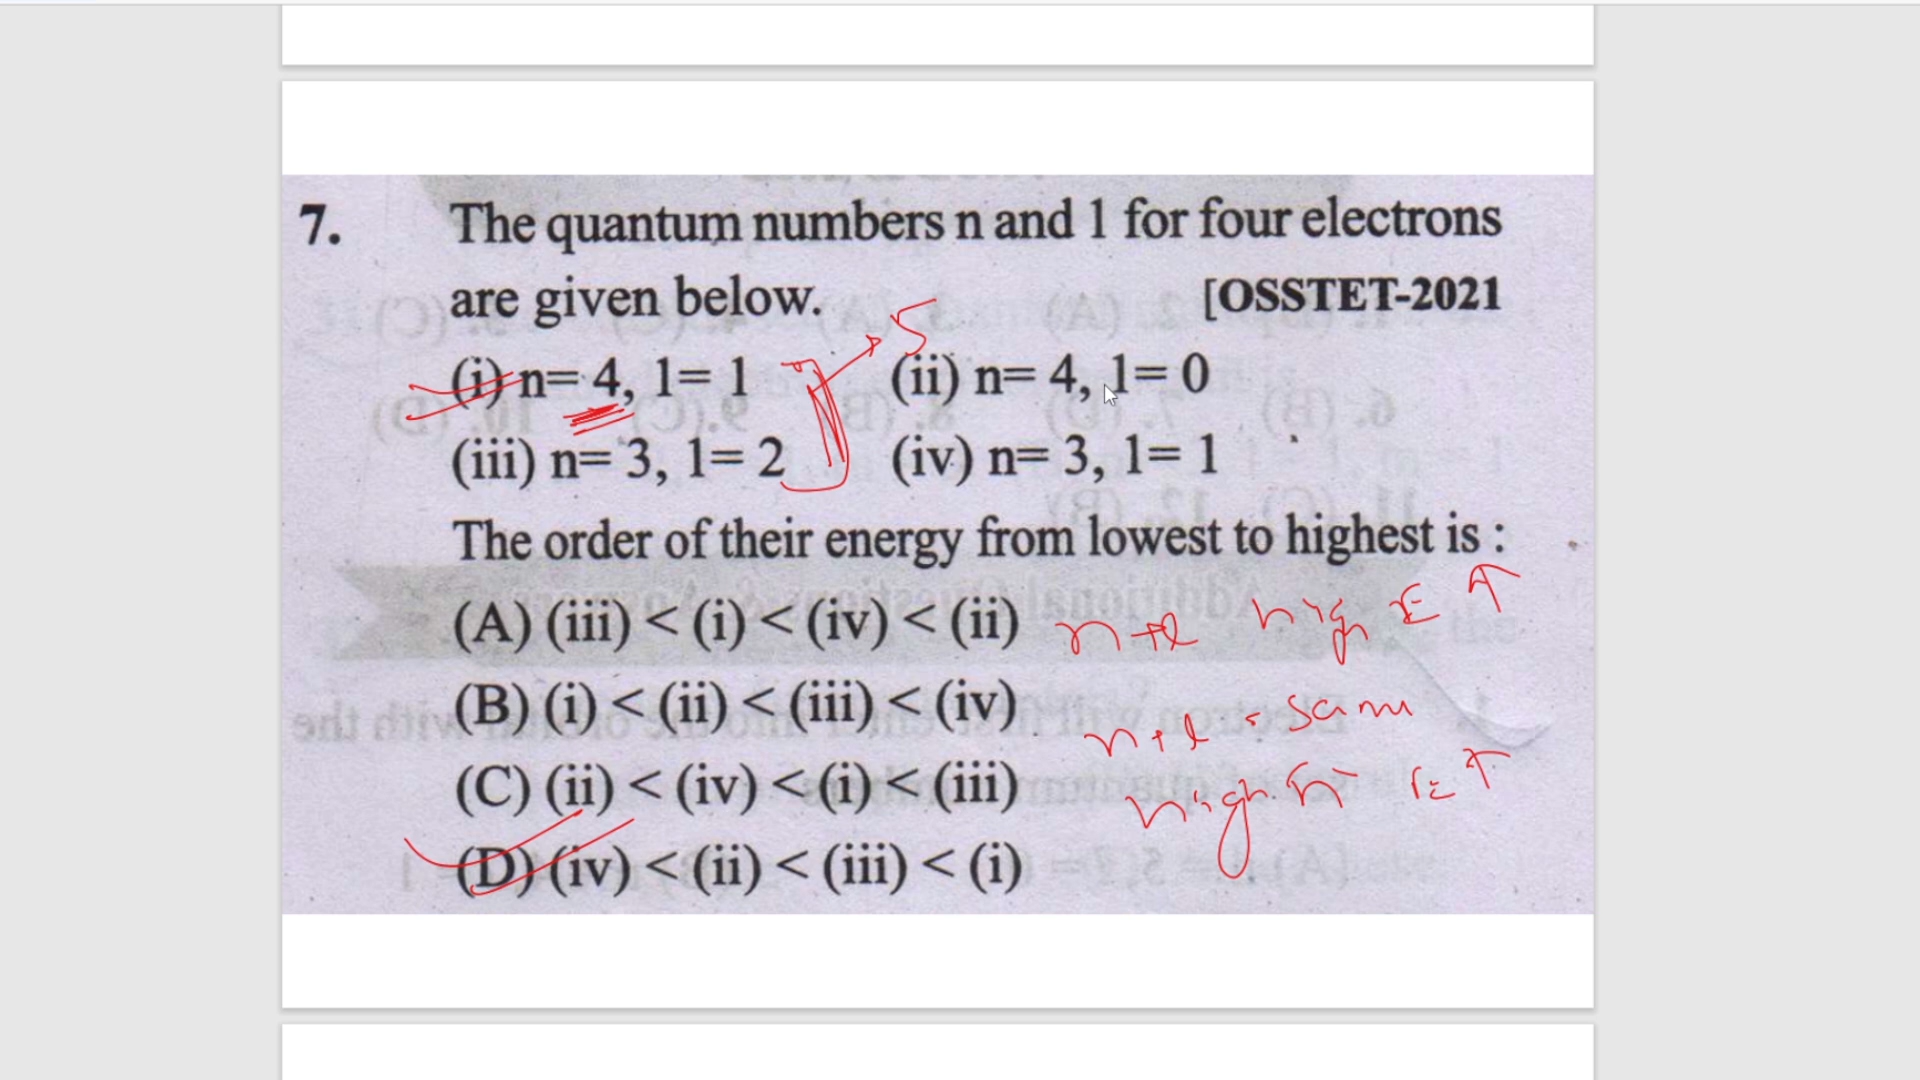 7. The quantum numbers n and l for four electrons
are given below. [OSSTET-2021
5
(i) n= 4, l= 1 (ii) n= 4, l= 0
(iii) n= 3, l= 2 (iv) n= 3, l= 1
The order of their energy from lowest to highest is :
(A) (iii) < (i) < (iv) < (ii) n+l high E ↑
(B) (i) < (ii) < (iii) < (iv) n+l = same
(C) (ii) < (iv) < (i) < (iii) high n E ↑
(D) (iv) < (ii) < (iii) < (i)